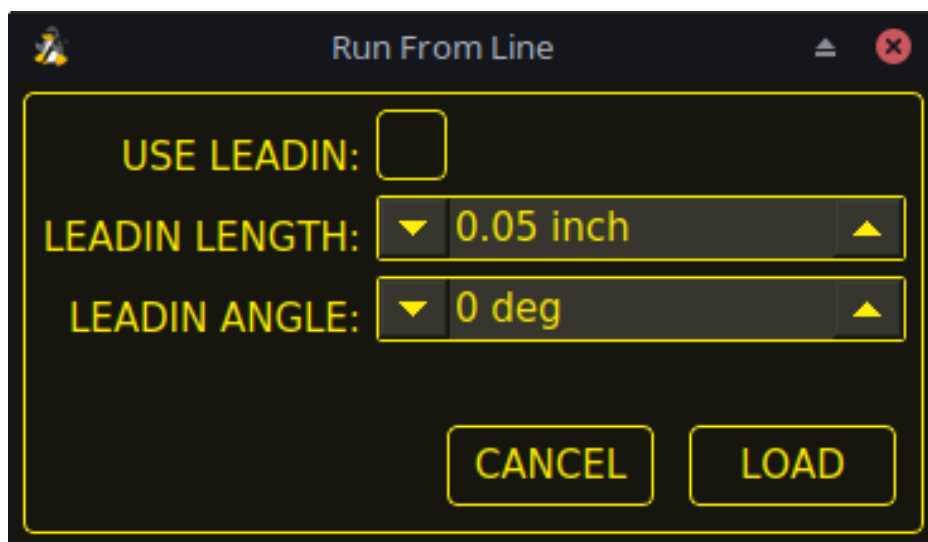 Run From Line
USE LEADIN:
LEADIN LENGTH: 0.05 inch
LEADIN ANGLE: 0 deg
CANCEL LOAD